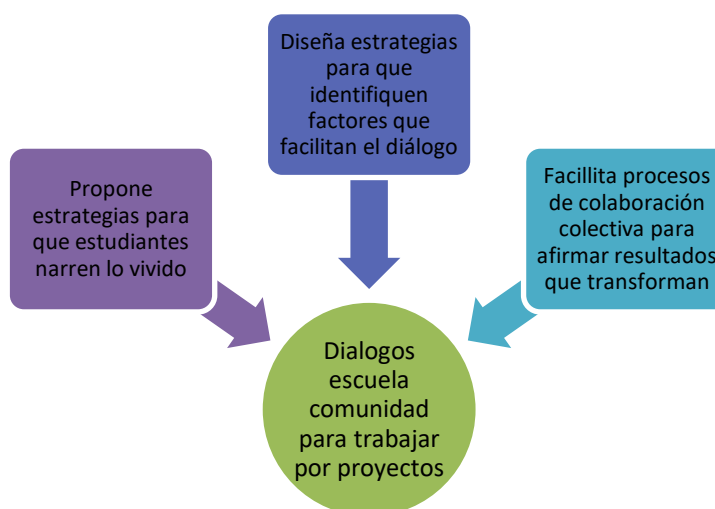 Diseña estrategias
para que
identifiquen
factores que
facilitan el diálogo
Propone
estrategias para
que estudiantes
narren lo vivido
Facillita procesos
de colaboración
colectiva para
afirmar resultados
que transforman
Dialogos
escuela
comunidad
para trabajar
por proyectos